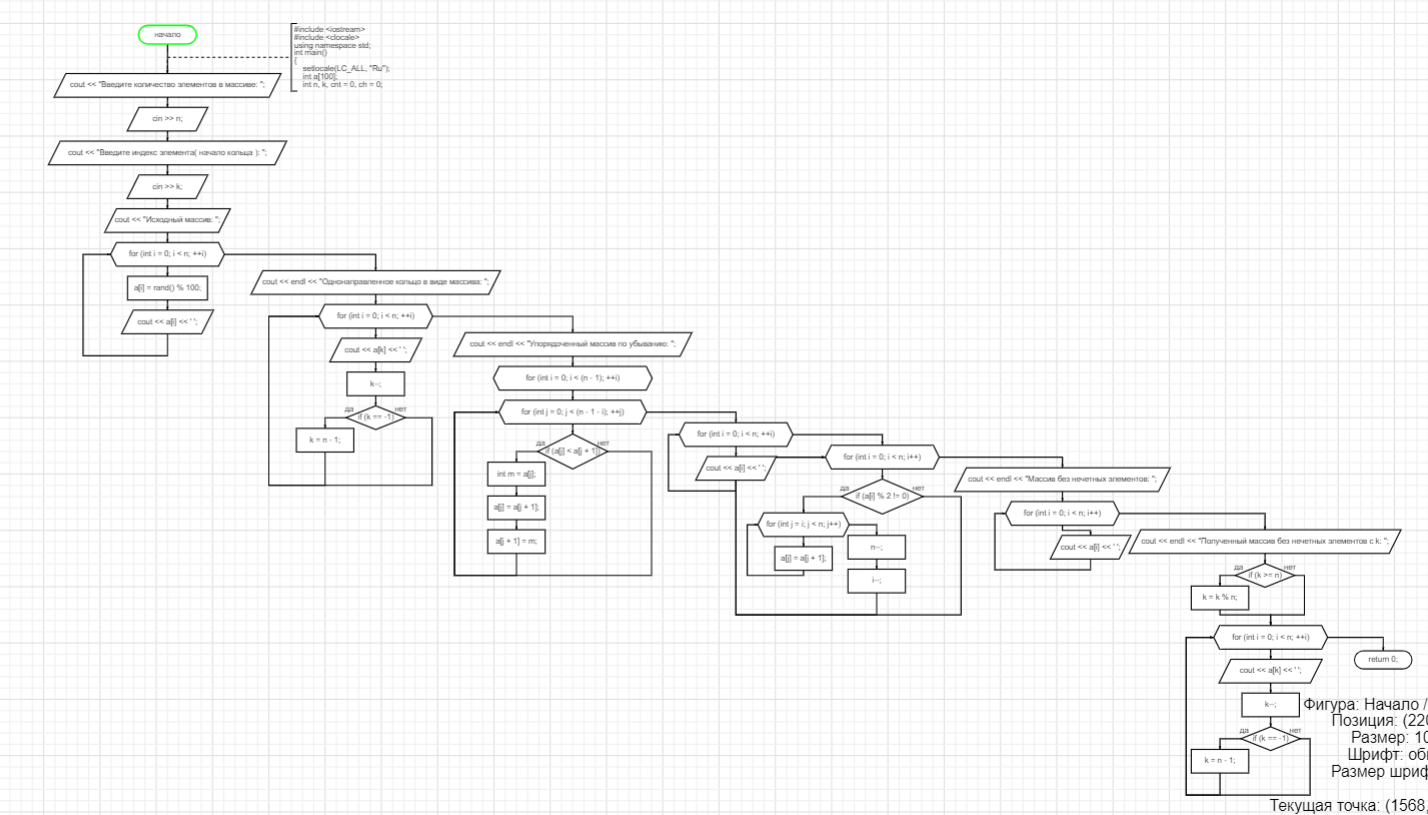 начало
#include <iostream>
#include <clocale>
using namespace std;
int main()
{
setlocale(LC_ALL, "Ru");
int a[100];
int n, k, cnt = 0, ch = 0;
cout << "Введите количество элементов в массиве: ";
cin >> n;
cout << "Введите индекс элемента( начало кольца ): ";
cin >> k;
cout << "Исходный массив: ";
for (int i = 0; i < n; ++i)
a[i] = rand() % 100;
cout << a[i] << ' ';
cout << endl << "Однонаправленное кольцо в виде массива: ";
for (int i = 0; i < n; ++i)
cout << a[k] << ' ';
k--;
да
if (k == -1)
нет
k = n - 1;
cout << endl << "Упорядоченный массив по убыванию: ";
for (int i = 0; i < (n - 1); ++i)
for (int j = 0; j < (n - 1 - i); ++j)
да
if (a[j] < a[j + 1])
нет
int m = a[j];
a[j] = a[j + 1];
a[j + 1] = m;
for (int i = 0; i < n; ++i)
cout << a[i] << ' ';
for (int i = 0; i < n; i++)
да
if (a[i] % 2 != 0)
нет
for (int j = i; j < n; j++)
a[j] = a[j + 1];
n--;
i--;
cout << endl << "Массив без нечетных элементов: ";
for (int i = 0; i < n; i++)
cout << a[i] << ' ';
cout << endl << "Полученный массив без нечетных элементов с k: ";
да
if (k >= n)
нет
k = k % n;
for (int i = 0; i < n; ++i)
return 0;
cout << a[k] << ' ';
k--;
да
if (k == -1)
нет
k = n - 1;
Фигура: Начало /
Позиция: (220
Размер: 10
Шрифт:
Размер
Текущая точка: (1568,